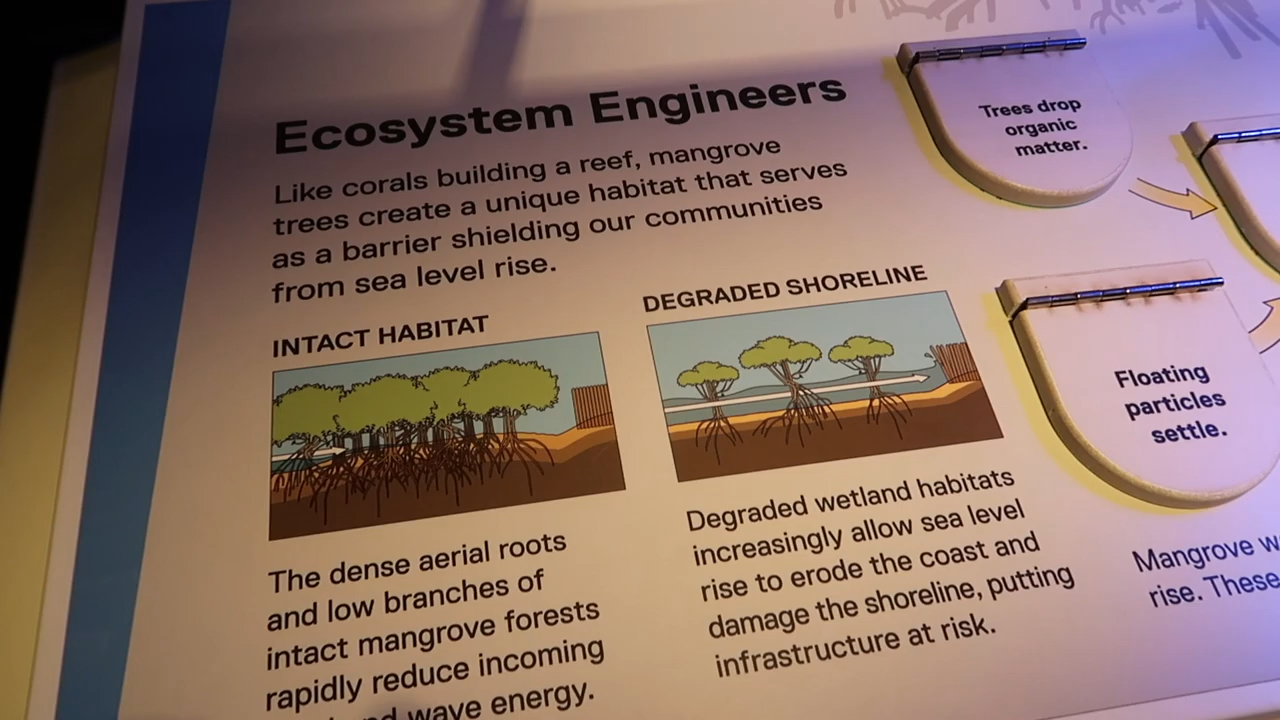 Ecosystem Engineers
Like corals building a reef, mangrove
trees create a unique habitat that serves
as a barrier shielding our communities
from sea level rise.
INTACT HABITAT
The dense aerial roots
and low branches of
intact mangrove forests
rapidly reduce incoming
wave energy.
DEGRADED SHORELINE
Degraded wetland habitats
increasingly allow sea level
rise to erode the coast and
damage the shoreline, putting
infrastructure at risk.
Trees drop
organic
matter.
Floating
particles
settle.
Mangrove
rise. These